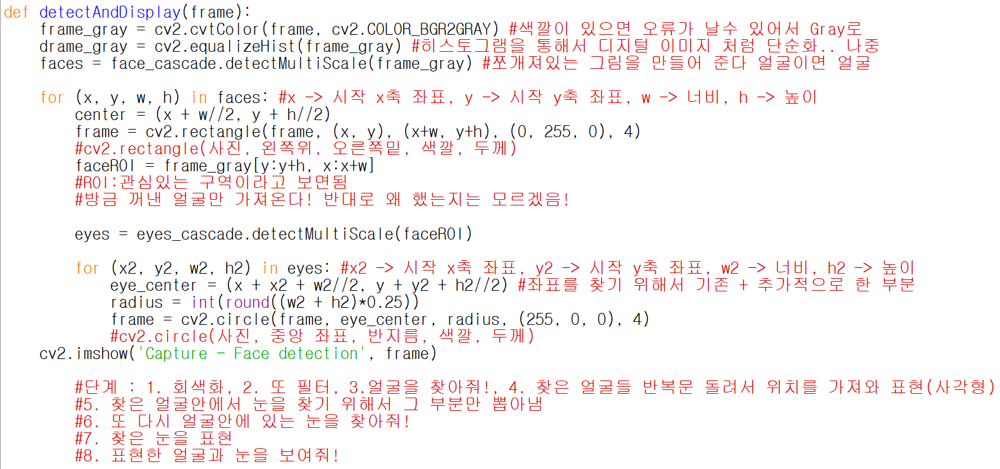 def detectAndDisplay(frame):
    frame_gray = cv2.cvtColor(frame, cv2.COLOR_BGR2GRAY) #색깔이 있으면 오류가 날수 있어서 Gray로
    drame_gray = cv2.equalizeHist(frame_gray) #히스토그램을 통해서 디지털 이미지 처럼 단순화.. 나중
    faces = face_cascade.detectMultiScale(frame_gray) #쪼개져있는 그림을 만들어 준다 얼굴이면 얼굴
    for (x, y, w, h) in faces: #x -> 시작 x축 좌표, y -> 시작 y축 좌표, w -> 너비, h -> 높이
        center = (x + w//2, y + h//2)
        frame = cv2.rectangle(frame, (x, y), (x+w, y+h), (0, 255, 0), 4)
        #cv2.rectangle(사진, 왼쪽위, 오른쪽밑, 색깔, 두께)
        faceROI = frame_gray[y:y+h, x:x+w]
        #ROI:관심있는 구역이라고 보면됨
        #방금 꺼낸 얼굴만 가져온다! 반대로 왜 했는지는 모르겠음!
        eyes = eyes_cascade.detectMultiScale(faceROI)
        for (x2, y2, w2, h2) in eyes: #x2 -> 시작 x축 좌표, y2 -> 시작 y축 좌표, w2 -> 너비, h2 -> 높이
            eye_center = (x + x2 + w2//2, y + y2 + h2//2) #좌표를 찾기 위해서 기존 + 추가적으로 한 부분
            radius = int(round((w2 + h2)*0.25))
            frame = cv2.circle(frame, eye_center, radius, (255, 0, 0), 4)
            #cv2.circle(사진, 중앙 좌표, 반지름, 색깔, 두께)
    cv2.imshow('Capture - Face detection', frame)
        #단계 : 1. 회색화, 2. 또 필터, 3.얼굴을 찾아줘!, 4. 찾은 얼굴들 반복문 돌려서 위치를 가져와 표현(사각형)
        #5. 찾은 얼굴안에서 눈을 찾기 위해서 그 부분만 뽑아냄
        #6. 또 다시 얼굴안에 있는 눈을 찾아줘!
        #7. 찾은 눈을 표현
        #8. 표현한 얼굴과 눈을 보여줘!